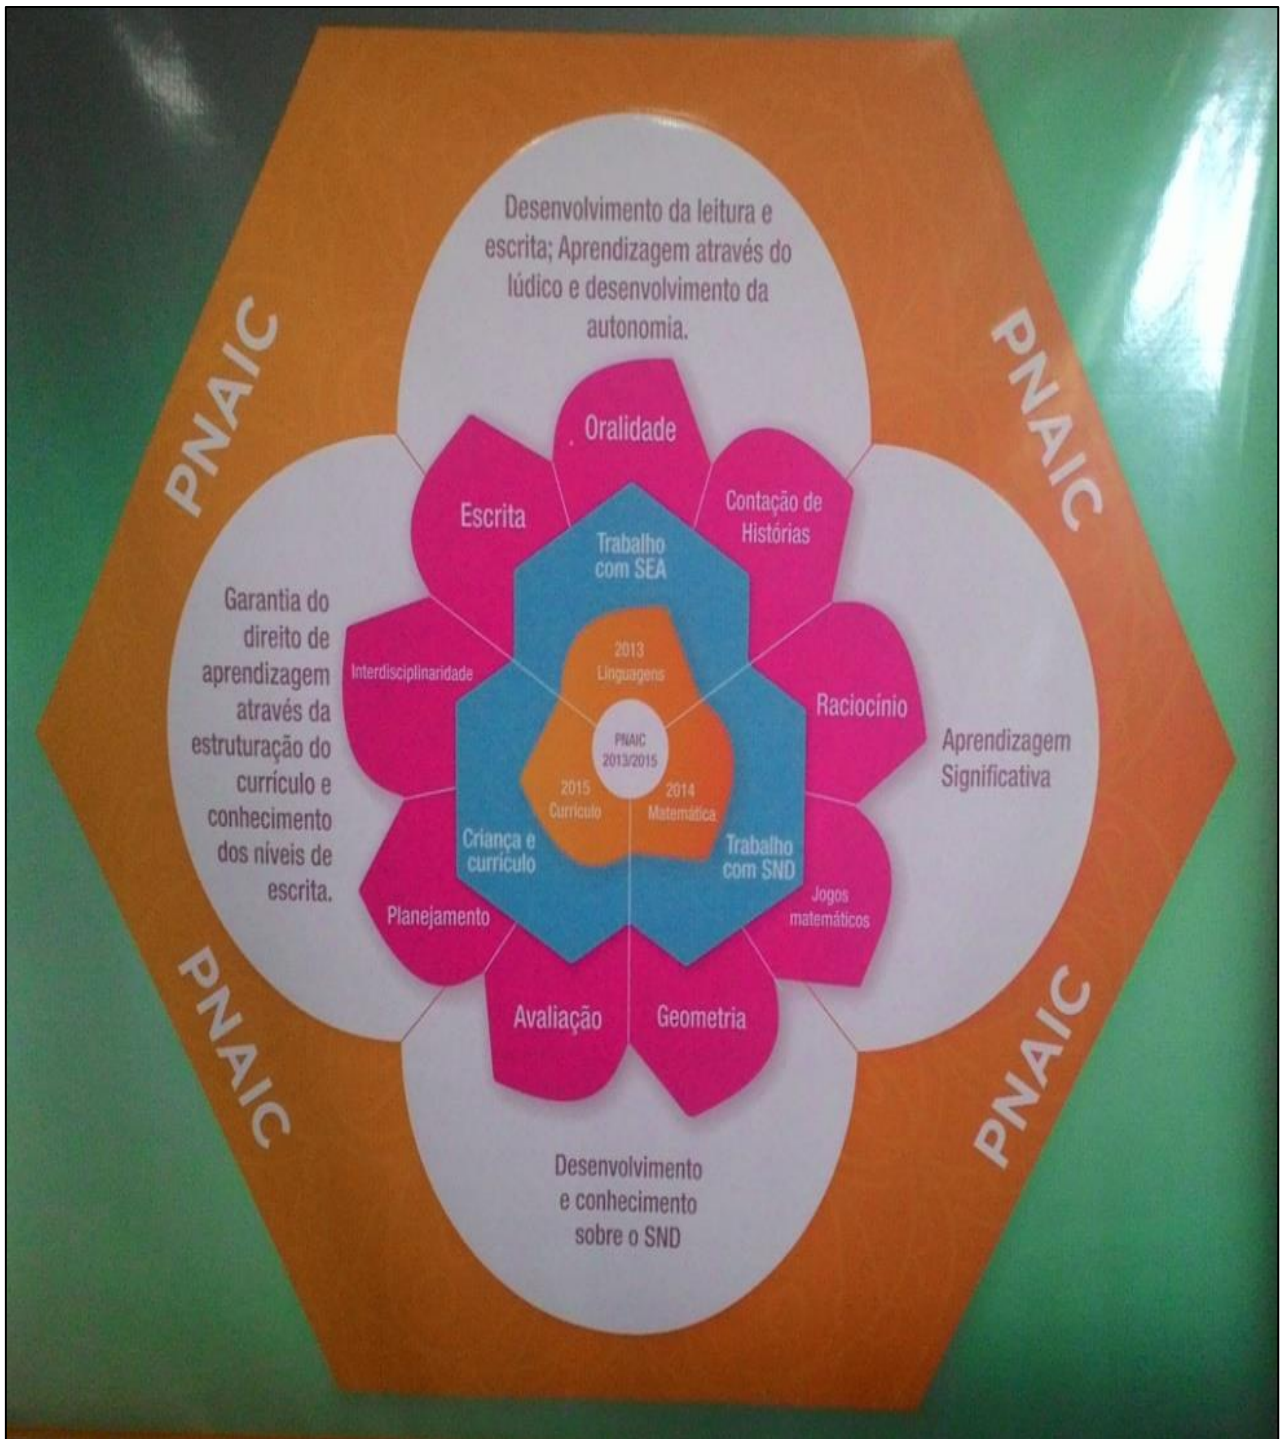 Desenvolvimento da leitura e
escrita; Aprendizagem através do
lúdico e desenvolvimento da
autonomia.
PNAIC
PNAIC
Oralidade
Escrita
Contação de
Histórias
Trabalho
com SEA
Garantia do
direito de
aprendizagem
através da
estruturação do
currículo e
conhecimento
dos níveis de
escrita.
Interdisciplinaridade
2013
Linguagens
Raciocínio
PNAIC
2013/2015
Aprendizagem
Significativa
2015
Currículo
2014
Matemática
Criança e
currículo
Trabalho
com SND
Jogos
matemáticos
Planejamento
Avaliação
Geometria
PNAIC
PNAIC
Desenvolvimento
e conhecimento
sobre o SND